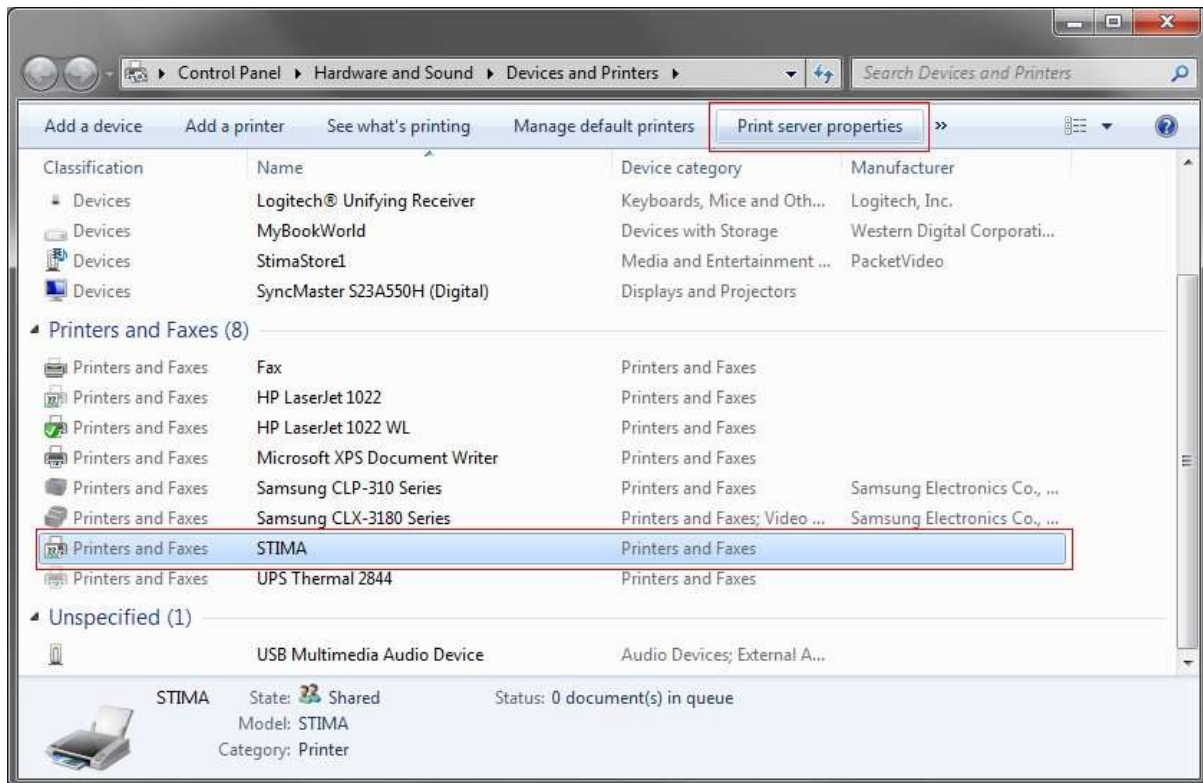 Control Panel ▸ Hardware and Sound ▸ Devices and Printers ▸ Search Devices and Printers
Add a device Add a printer See what's printing Manage default printers Print server properties »
Classification Name Device category Manufacturer
Devices Logitech® Unifying Receiver Keyboards, Mice and Oth... Logitech, Inc.
Devices MyBookWorld Devices with Storage Western Digital Corporati...
Devices StimaStore1 Media and Entertainment ... PacketVideo
Devices SyncMaster S23A550H (Digital) Displays and Projectors
Printers and Faxes (8)
Printers and Faxes Fax Printers and Faxes
Printers and Faxes HP LaserJet 1022 Printers and Faxes
Printers and Faxes HP LaserJet 1022 WL Printers and Faxes
Printers and Faxes Microsoft XPS Document Writer Printers and Faxes
Printers and Faxes Samsung CLP-310 Series Printers and Faxes Samsung Electronics Co., ...
Printers and Faxes Samsung CLX-3180 Series Printers and Faxes; Video ... Samsung Electronics Co., ...
Printers and Faxes STIMA Printers and Faxes
Printers and Faxes UPS Thermal 2844 Printers and Faxes
Unspecified (1)
USB Multimedia Audio Device Audio Devices; External A...
STIMA State: Shared Status: 0 document(s) in queue
Model: STIMA
Category: Printer